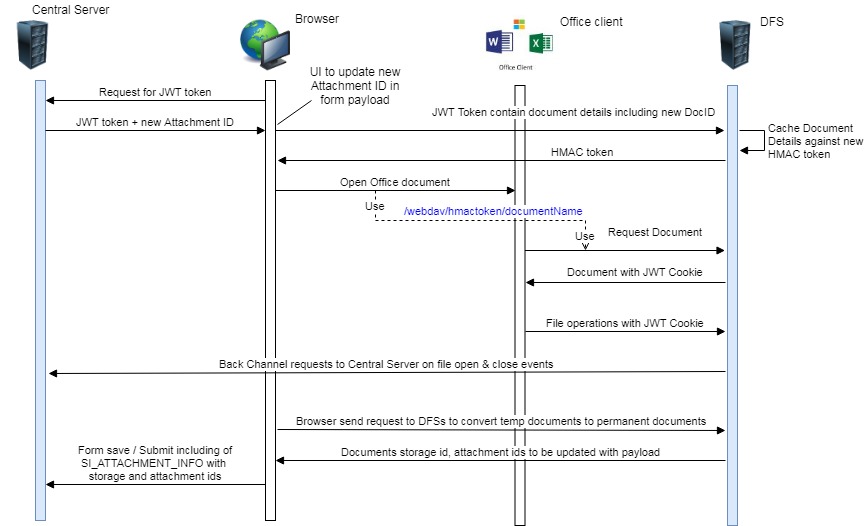 Central Server
Browser
Office client
DFS
W
X
Office Client
UI to update new
Attachment ID in
form payload
Request for JWT token
JWT token + new Attachment ID
JWT Token contain document details including new DocID
Cache Document
Details against new
HMAC token
HMAC token
Open Office document
Use
/webdav/hmactoken/documentName
Use
Request Document
Document with JWT Cookie
File operations with JWT Cookie
Back Channel requests to Central Server on file open & close events
Browser send request to DFSs to convert temp documents to permanent documents
Form save / Submit including of
SI_ATTACHMENT_INFO with
storage and attachment ids
Documents storage id, attachment ids to be updated with payload